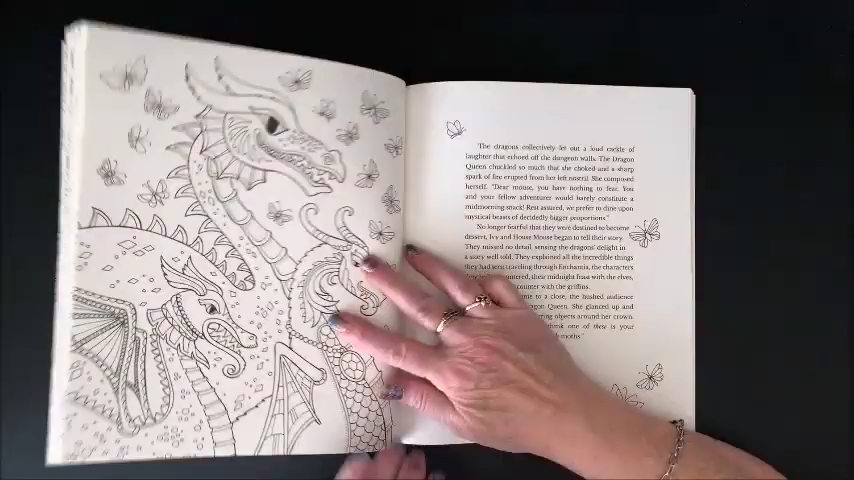 "The dragons collectively let out a loud cackle of
laughter that echoed off the dungeon walls. The Dragon
Queen chuckled so much that she choked and a sharp
spark of fire erupted from her left nostril. She composed
herself. "Dear mouse, you have nothing to fear. You
and your fellow adventurer would barely constitute a
midmorning snack! Rest assured, we prefer to dine upon
mystical beasts of decidedly bigger proportions."
No longer fearful that they were destined to become
dessert, Ivy and House Mouse began to tell their story.
They missed no detail, sensing the dragons' delight in
a story well told. They explained all the incredible things
they had seen traveling through Enchantia, the characters
they encountered, their midnight feast with the elves,
encounter with the griffins.
came to a close, the hushed audience
Dragon Queen. She glanced up and
objects around her crown.
think one of these is your
moths."